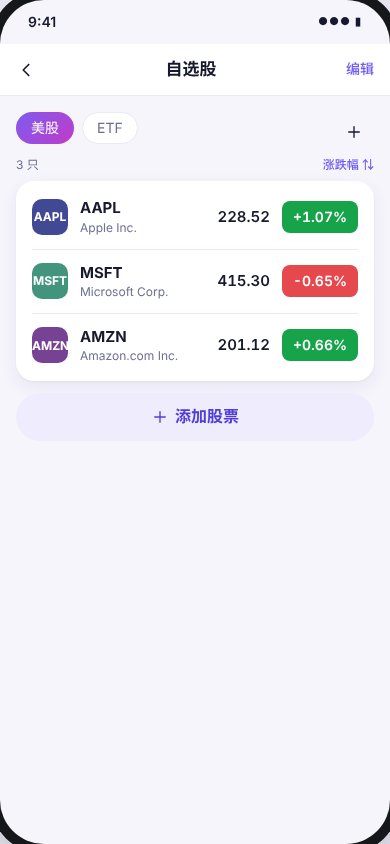 9:41
自选股
编辑
美股
ETF
3 只
涨跌幅
AAPL
AAPL
228.52
+1.07%
Apple Inc.
MSFT
MSFT
415.30
-0.65%
Microsoft Corp.
AMZN
AMZN
201.12
+0.66%
Amazon.com Inc.
+ 添加股票